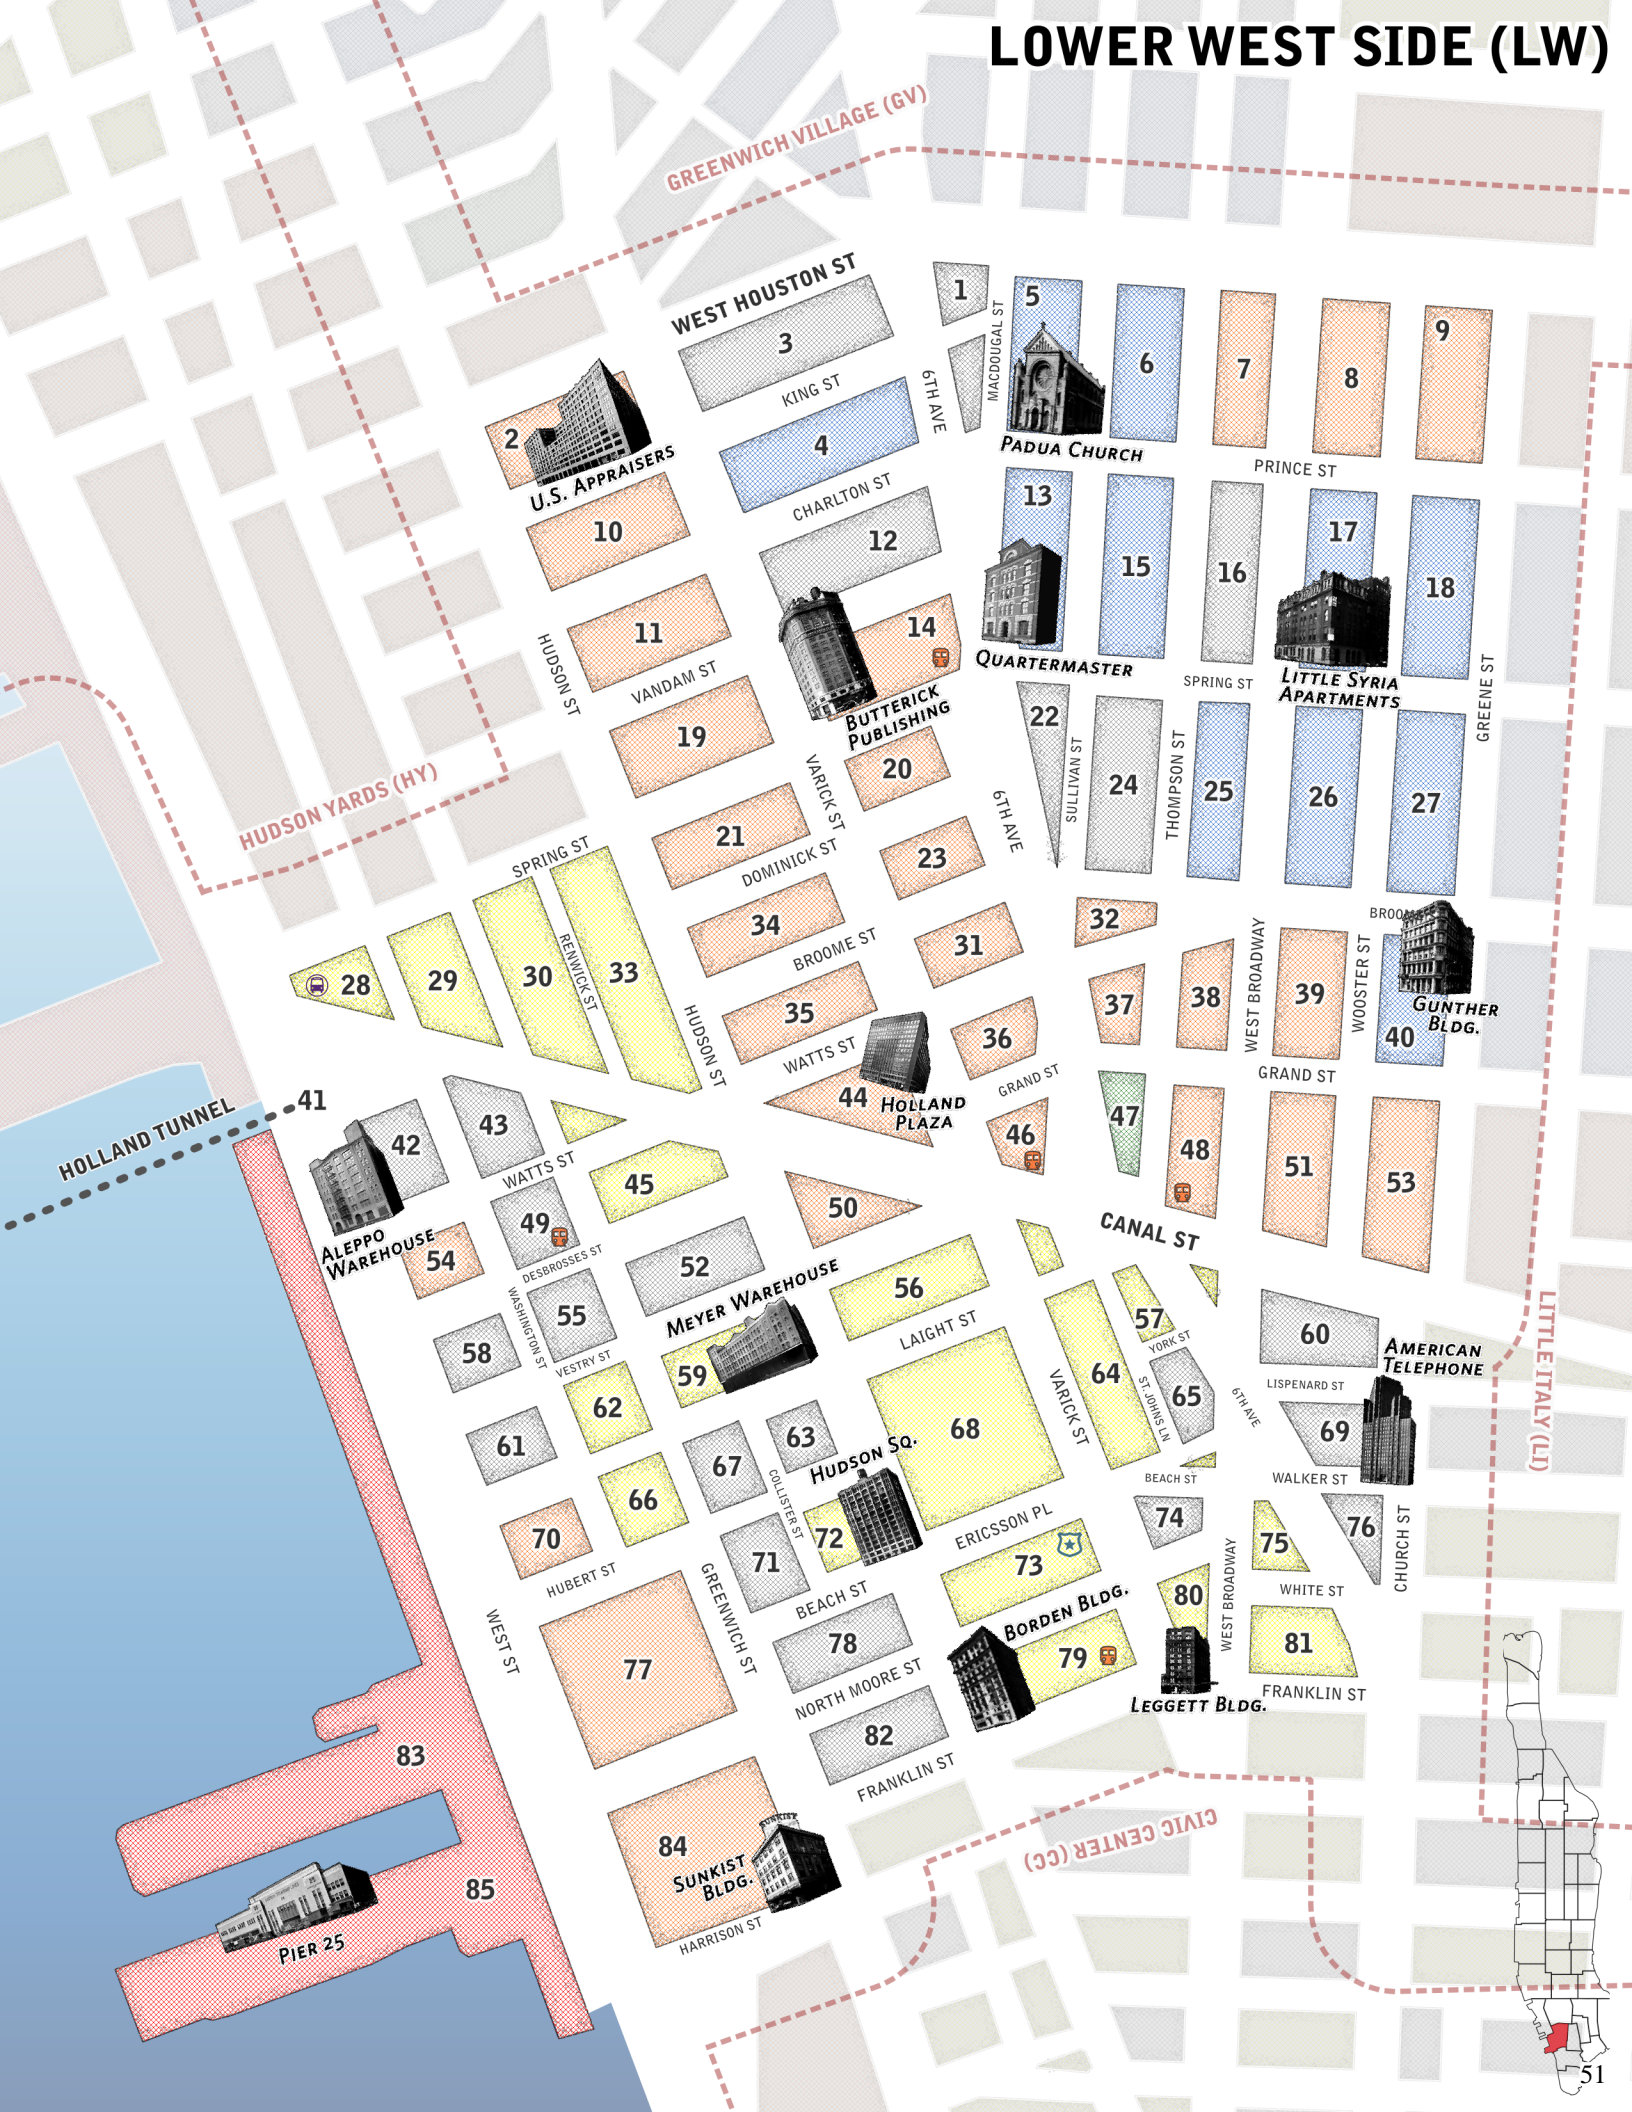 LOWER WEST SIDE (LW)
GREENWICH VILLAGE (GV)
WEST HOUSTON ST
1
MACDOUGAL ST
5
3
6
7
8
9
KING ST
6TH AVE
2
4
PADUA CHURCH
PRINCE ST
U.S. APPRAISERS
CHARLTON ST
10
12
13
15
16
17
18
11
14
HUDSON ST
VANDAM ST
QUARTERMASTER
SPRING ST
LITTLE SYRIA
APARTMENTS
GREENE ST
BUTTERICK
PUBLISHING
22
19
20
VARICK ST
SULLIVAN ST
24
THOMPSON ST
25
26
27
HUDSON YARDS (HY)
6TH AVE
21
DOMINICK ST
23
SPRING ST
34
BROOME ST
31
32
BROOME
28
29
30
RENWICK ST
33
35
37
38
WEST BROADWAY
39
WOOSTER ST
GUNTHER
BLDG.
40
HUDSON ST
WATTS ST
36
GRAND ST
GRAND ST
HOLLAND TUNNEL
41
42
43
44
HOLLAND
PLAZA
46
47
48
51
53
WATTS ST
45
49
50
CANAL ST
ALEPPO
WAREHOUSE
54
DESBROSSES ST
52
56
WASHINGTON ST
55
MEYER WAREHOUSE
LAIGHT ST
57
YORK ST
60
AMERICAN
TELEPHONE
LITTLE ITALY (LI)
58
VESTRY ST
59
64
VARICK ST
ST. JOHNS LN
65
6TH AVE
LISPENARD ST
62
61
63
67
68
69
HUDSON SQ.
COLLISTER ST
BEACH ST
WALKER ST
66
70
72
71
ERICSSON PL
74
75
76
CHURCH ST
HUBERT ST
BEACH ST
73
WHITE ST
WEST BROADWAY
80
BORDEN BLDG.
GREENWICH ST
WEST ST
77
78
79
81
NORTH MOORE ST
LEGGETT BLDG.
FRANKLIN ST
82
83
FRANKLIN ST
CIVIC CENTER (CC)
84
SUNKIST
SUNKIST
BLDG.
85
PIER 25
HARRISON ST
51